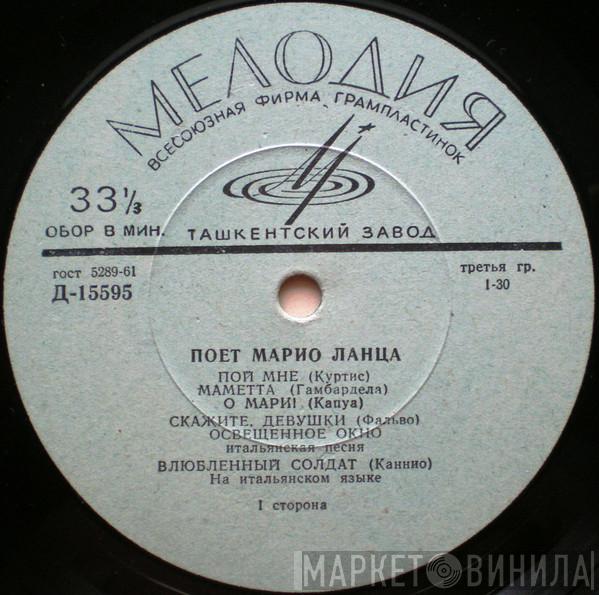 МЕЛОДИЯ
ВСЕСОЮЗНАЯ ФИРМА ГРАМПЛАСТИНОК
33⅓
ОБОР В МИН.
ТАШКЕНТСКИЙ ЗАВОД
ГОСТ 5289-61
Д-15595
третья гр.
1-30
ПОЕТ МАРИО ЛАНЦА
ПОЙ МНЕ (Куртис)
МАМЕТТА (Гамбардела)
О МАРИ! (Капуа)
СКАЖИТЕ, ДЕВУШКИ (Фальво)
ОСВЕЩЕННОЕ ОКНО
итальянская песня
ВЛЮБЛЕННЫЙ СОЛДАТ (Каннио)
На итальянском языке
I сторона
МАРКЕТ ВИНИЛА